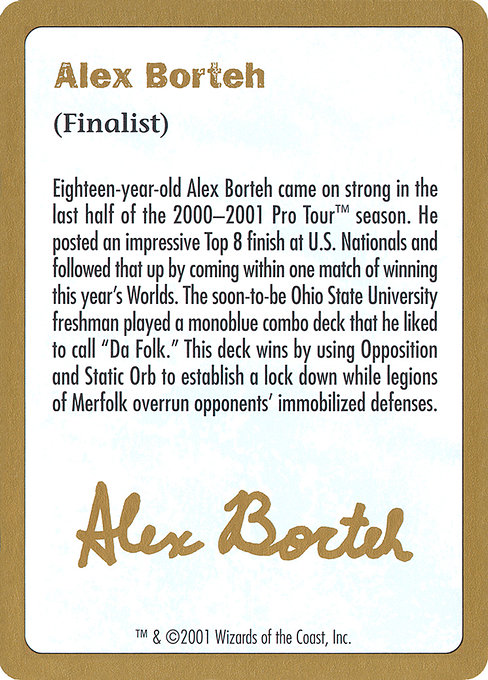 Alex Borteh
(Finalist)
Eighteen-year-old Alex Borteh came on strong in the
last half of the 2000–2001 Pro Tour™ season. He
posted an impressive Top 8 finish at U.S. Nationals and
followed that up by coming within one match of winning
this year's Worlds. The soon-to-be Ohio State University
freshman played a monoblue combo deck that he liked
to call “Da Folk.” This deck wins by using Opposition
and Static Orb to establish a lock down while legions
of Merfolk overrun opponents' immobilized defenses.
Alex Borteh
™ & ©2001 Wizards of the Coast, Inc.